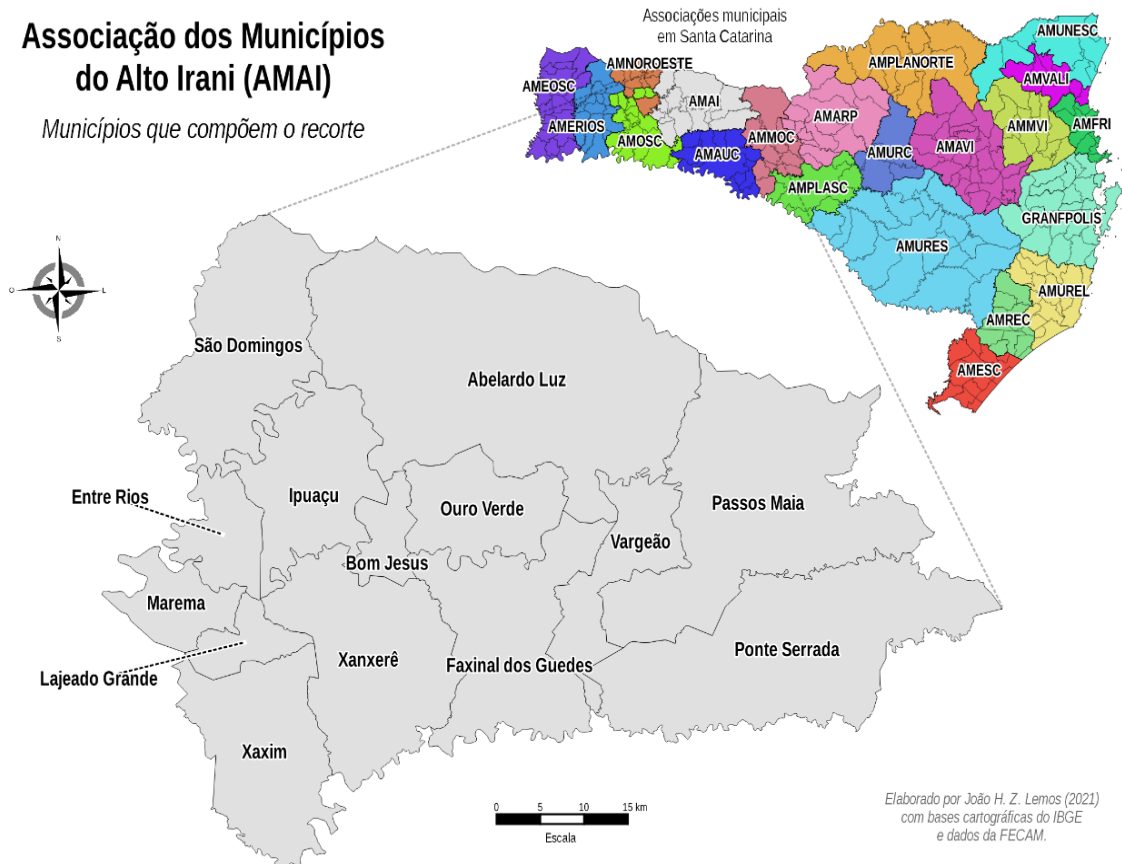 Associação dos Municípios
do Alto Irani (AMAI)
Municípios que compõem o recorte
Associações municipais
em Santa Catarina
AMNOROESTE
AMEOSC
AMERIOS
AMOSC
AMAI
AMAUC
AMMOC
AMPLASC
AMARP
AMPLANORTE
AMURC
AMAVI
AMUNESC
AMVALI
AMMVI
AMFRI
GRANFPOLIS
AMURES
AMUREL
AMREC
AMESC
N
O
L
S
São Domingos
Abelardo Luz
Entre Rios
Ipuaçu
Ouro Verde
Passos Maia
Vargeão
Bom Jesus
Marema
Lajeado Grande
Xanxerê
Faxinal dos Guedes
Ponte Serrada
Xaxim
0 5 10 15 km
Escala
Elaborado por João H. Z. Lemos (2021)
com bases cartográficas do IBGE
e dados da FECAM.